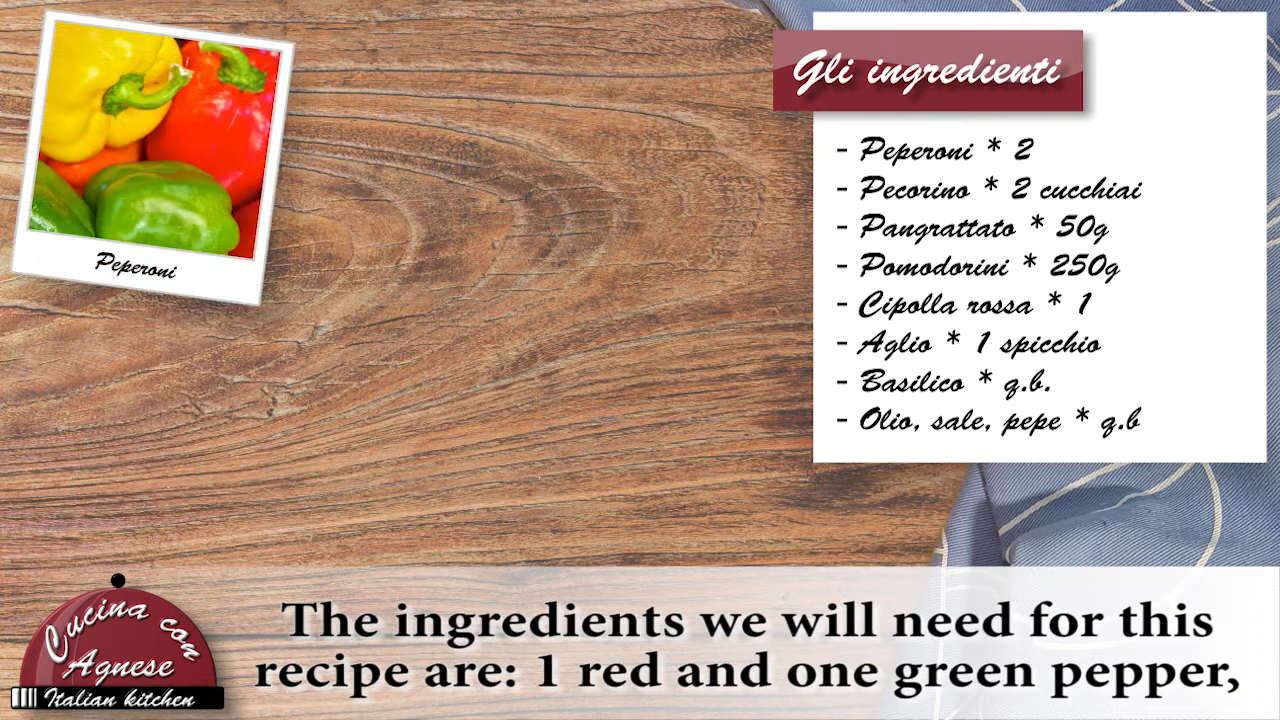 Gli ingredienti
- Peperoni * 2
- Pecorino * 2 cucchiai
- Pangrattato * 50g
- Pomodorini * 250g
- Cipolla rossa * 1
- Aglio * 1 spicchio
- Basilico * q.b.
- Olio, sale, pepe * q.b
Peperoni
The ingredients we will need for this
recipe are: 1 red and one green pepper,
Cucina con
Agnese
Italian kitchen